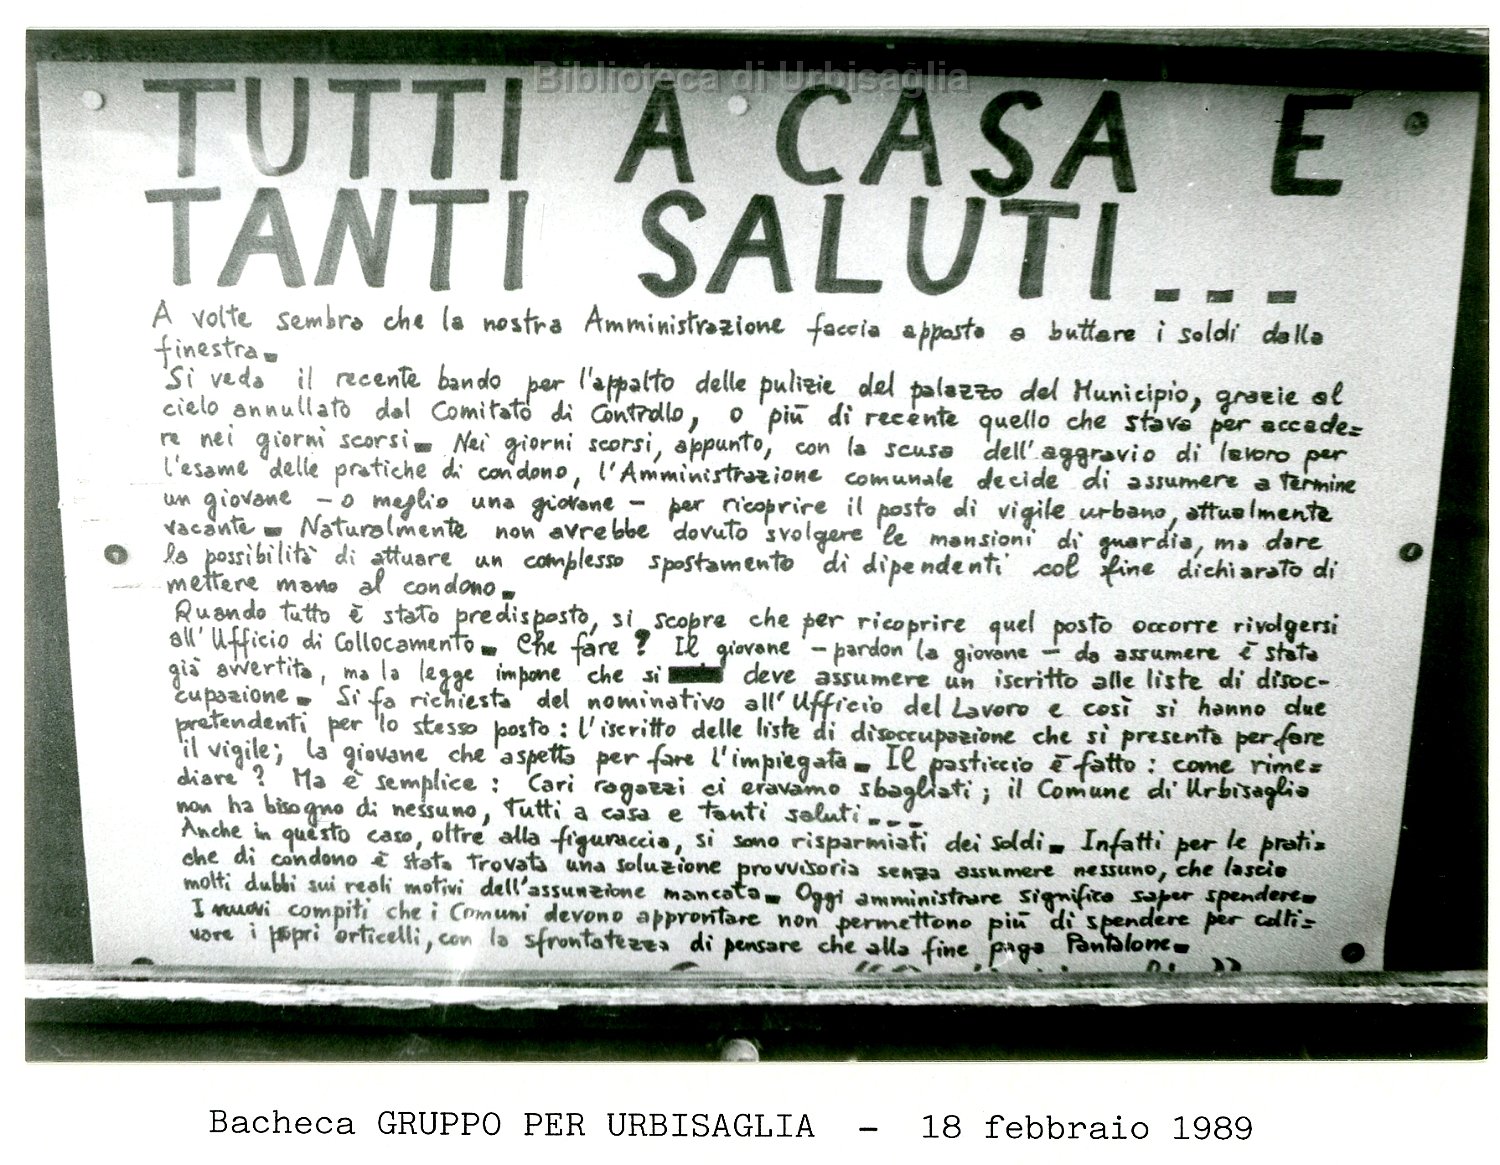 Biblioteca di Urbisaglia
TUTTI A CASA E
TANTI SALUTI...
A volte sembra che la nostra Amministrazione faccia apposta a buttare i soldi dalla
finestra.
Si veda il recente bando per l'appalto delle pulizie del palazzo del Municipio, grazie al
cielo annullato dal Comitato di Controllo, o più di recente quello che stava per accade=
re nei giorni scorsi. Nei giorni scorsi, appunto, con la scusa dell'aggravio di lavoro per
l'esame delle pratiche di condono, l'Amministrazione comunale decide di assumere a termine
un giovane - o meglio una giovane - per ricoprire il posto di vigile urbano, attualmente
vacante. Naturalmente non avrebbe dovuto svolgere le mansioni di guardia, ma dare
la possibilità di attuare un complesso spostamento di dipendenti col fine dichiarato di
mettere mano al condono.
Quando tutto è stato predisposto, si scopre che per ricoprire quel posto occorre rivolgersi
all'Ufficio di Collocamento. Che fare? Il giovane - pardon la giovane - da assumere è stata
già avvertita, ma la legge impone che si deve assumere un iscritto alle liste di disoc-
cupazione. Si fa richiesta del nominativo all'Ufficio del Lavoro e così si hanno due
pretendenti per lo stesso posto: l'iscritto delle liste di disoccupazione che si presenta per fare
il vigile; la giovane che aspetta per fare l'impiegata. Il pasticcio è fatto: come rime=
diare? Ma è semplice: Cari ragazzi ci eravamo sbagliati; il Comune di Urbisaglia
non ha bisogno di nessuno, tutti a casa e tanti saluti...
Anche in questo caso, oltre alla figuraccia, si sono risparmiati dei soldi. Infatti per le prati=
che di condono è stata trovata una soluzione provvisoria senza assumere nessuno, che lascia
molti dubbi sui reali motivi dell'assunzione mancata. Oggi amministrare significa saper spendere.
I nuovi compiti che i Comuni devono approntare non permettono più di spendere per colti=
vare i propri orticelli, con la sfrontatezza di pensare che alla fine paga Pantalone.
Bacheca GRUPPO PER URBISAGLIA - 18 febbraio 1989